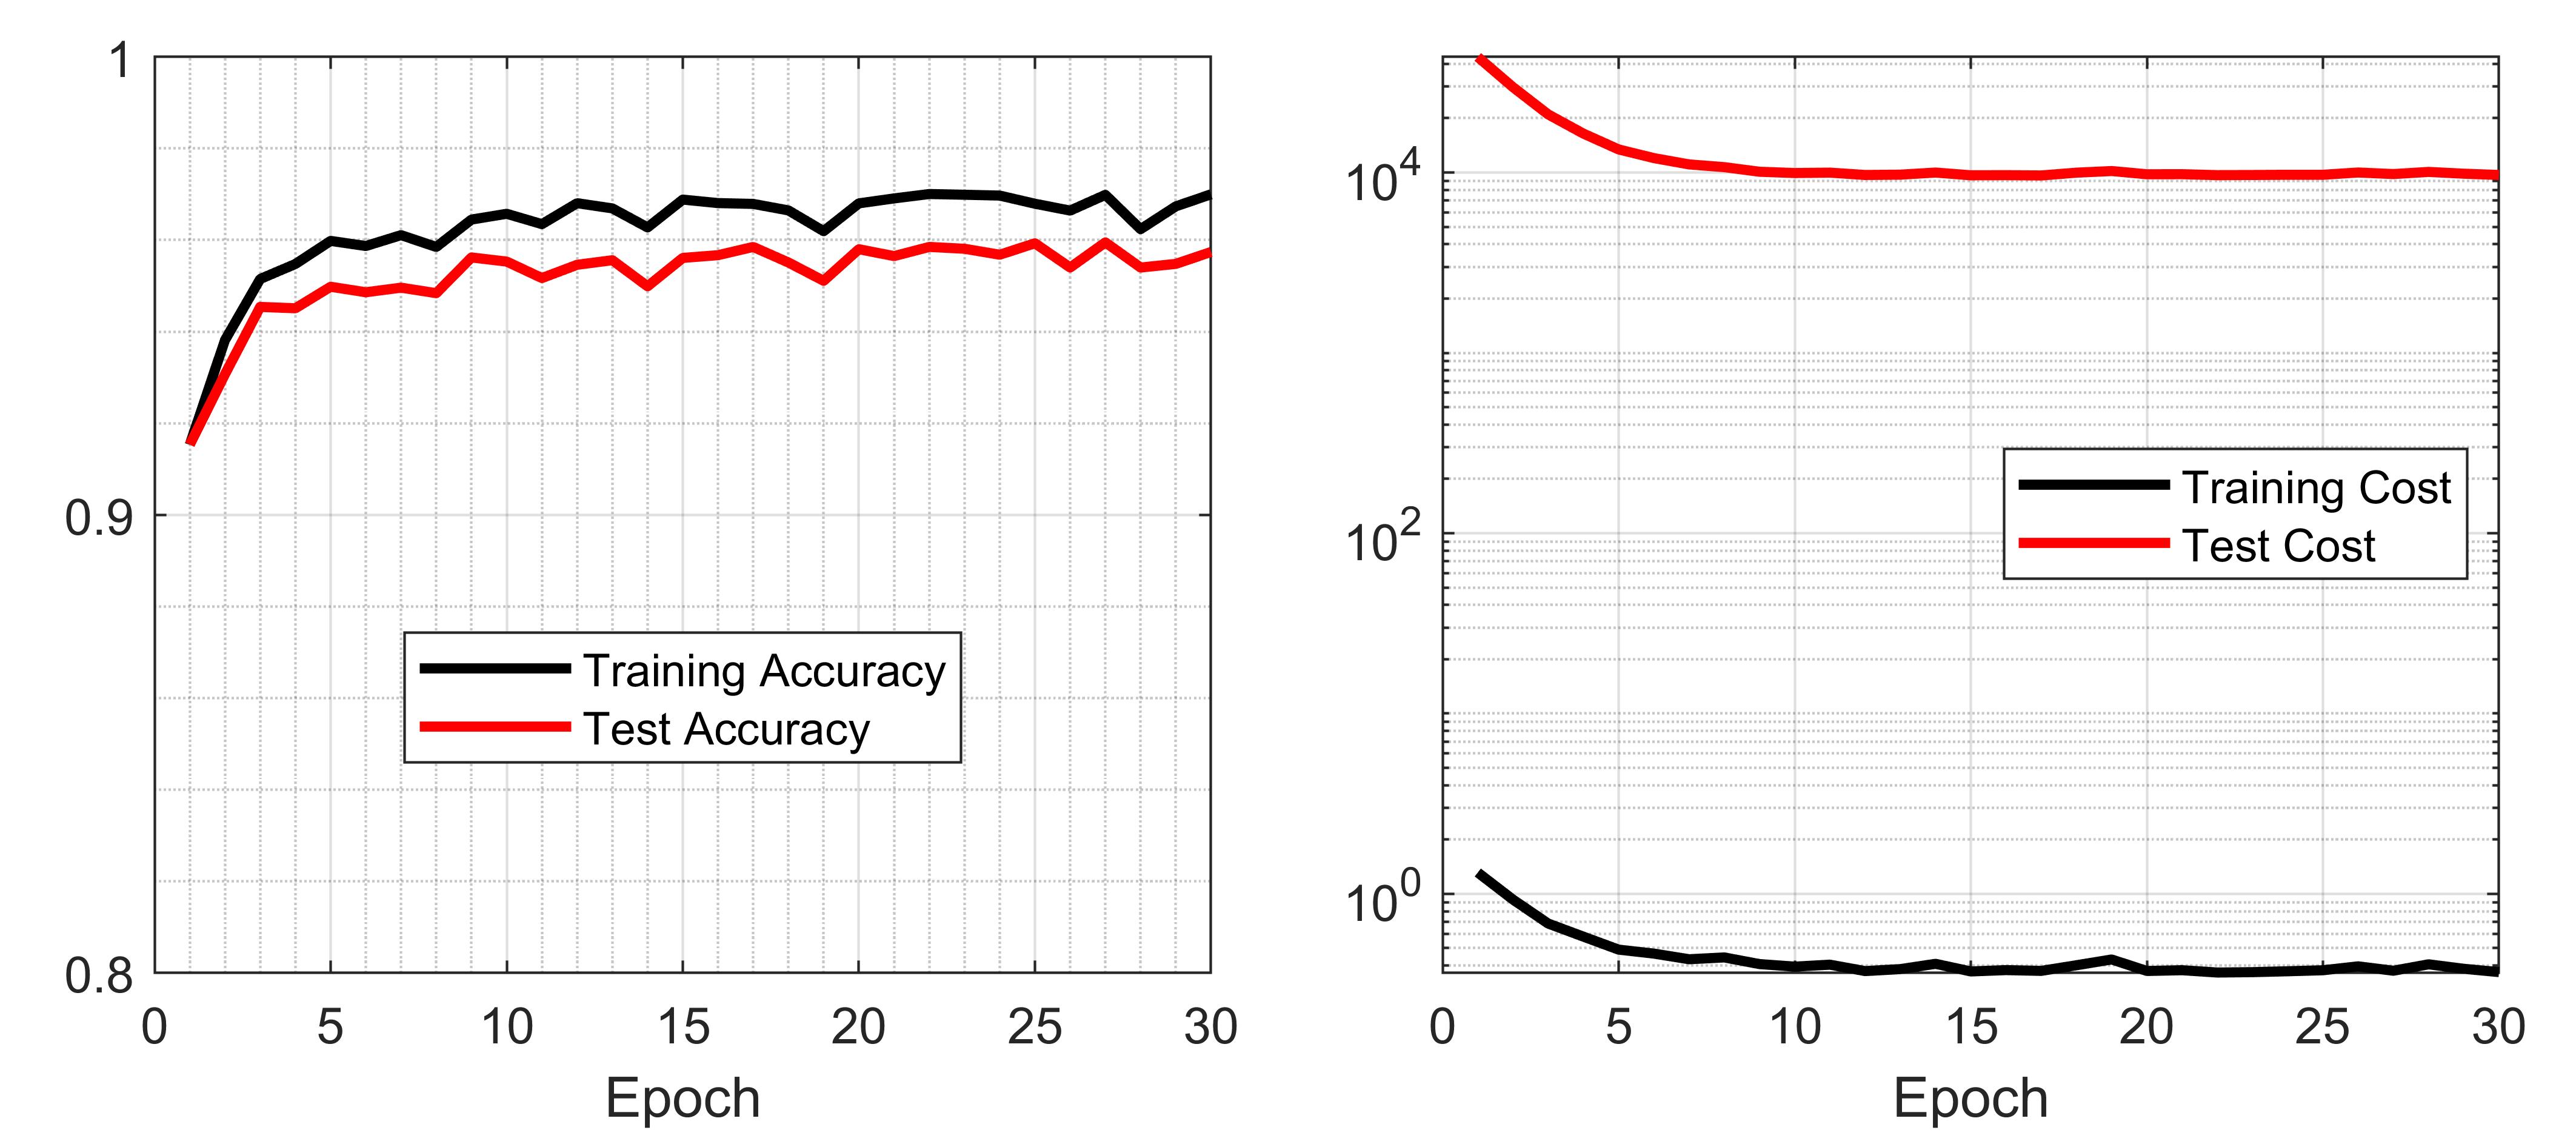 1
0.9
0.8
0 5 10 15 20 25 30
Epoch
Training Accuracy
Test Accuracy
10^4
10^2
10^0
0 5 10 15 20 25 30
Epoch
Training Cost
Test Cost